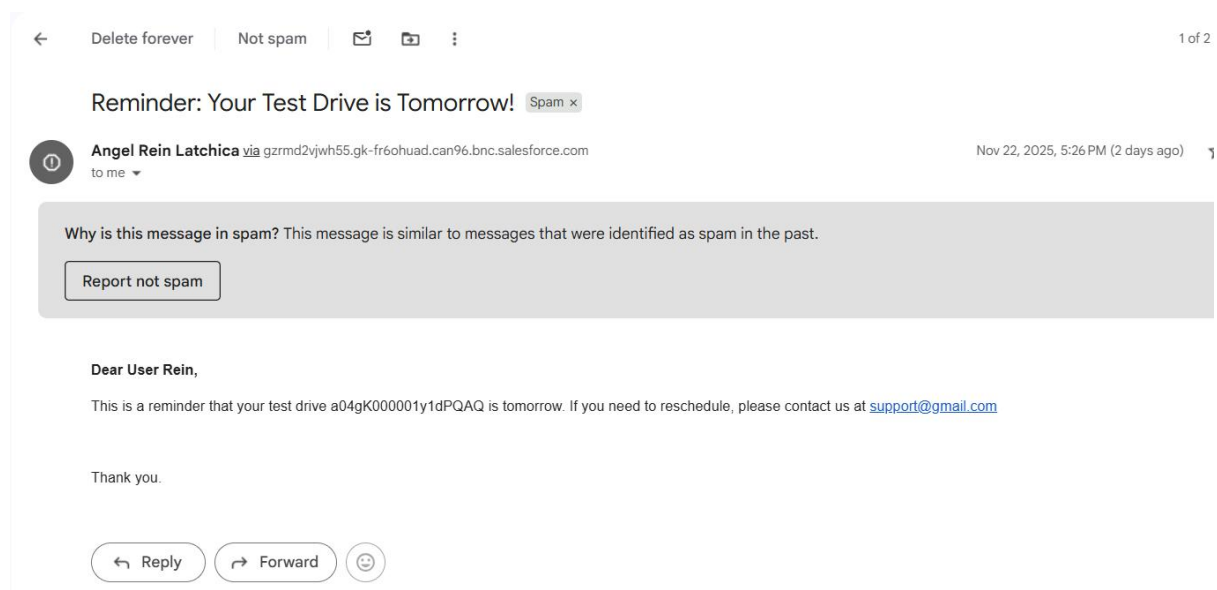 Delete forever Not spam 1 of 2
Reminder: Your Test Drive is Tomorrow! Spam ×
Angel Rein Latchica via gzrmd2vjwh55.gk-fr6ohuad.can96.bnc.salesforce.com Nov 22, 2025, 5:26 PM (2 days ago)
to me
Why is this message in spam? This message is similar to messages that were identified as spam in the past.
Report not spam
Dear User Rein,
This is a reminder that your test drive a04gK000001y1dPQAQ is tomorrow. If you need to reschedule, please contact us at support@gmail.com
Thank you.
Reply Forward